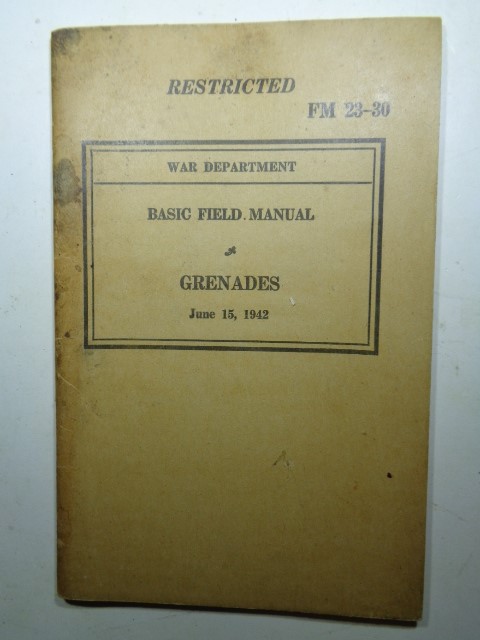 RESTRICTED
FM 23-30
WAR DEPARTMENT
BASIC FIELD MANUAL
GRENADES
June 15, 1942